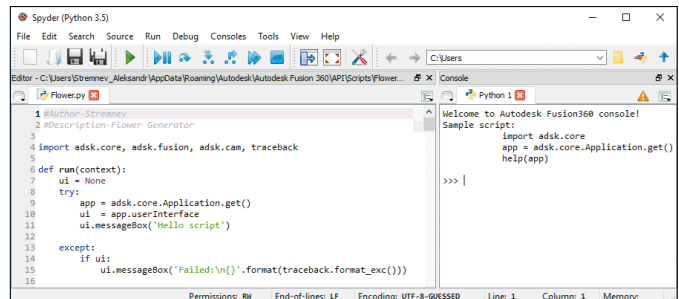 Spyder (Python 3.5)
File Edit Search Source Run Debug Consoles Tools View Help
C:\Users
Editor - C:\Users\Stremnev_Aleksandr\AppData\Roaming\Autodesk\Autodesk Fusion 360\API\Scripts\Flower...
Flower.py
1 #Author-Stremnev
2 #Description-Flower Generator
3
4 import adsk.core, adsk.fusion, adsk.cam, traceback
5
6 def run(context):
7     ui = None
8     try:
9         app = adsk.core.Application.get()
10         ui  = app.userInterface
11         ui.messageBox('Hello script')
12
13     except:
14         if ui:
15             ui.messageBox('Failed:\n{}'.format(traceback.format_exc()))
16
Console
Python 1
Welcome to Autodesk Fusion360 console!
Sample script:
import adsk.core
app = adsk.core.Application.get()
help(app)
>>>
Permissions: RW End-of-lines: LF Encoding: UTF-8-GUESSED Line: 1 Column: 1 Memory: